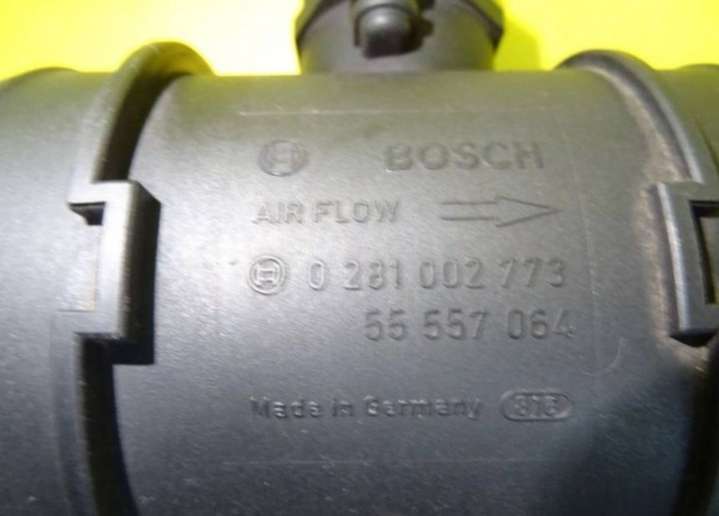 BOSCH
AIR FLOW
0 281 002 773
55 557 064
Made in Germany